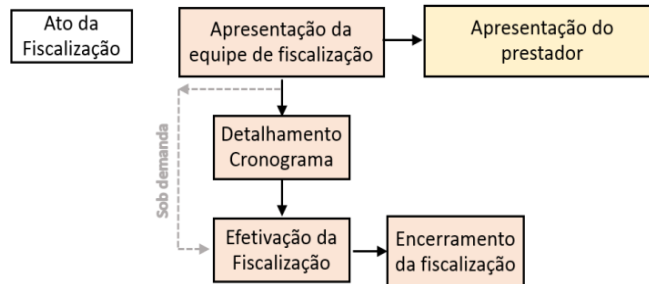 Ato da
Fiscalização
Apresentação da
equipe de fiscalização
Apresentação do
prestador
Detalhamento
Cronograma
Sob demanda
Efetivação da
Fiscalização
Encerramento
da fiscalização